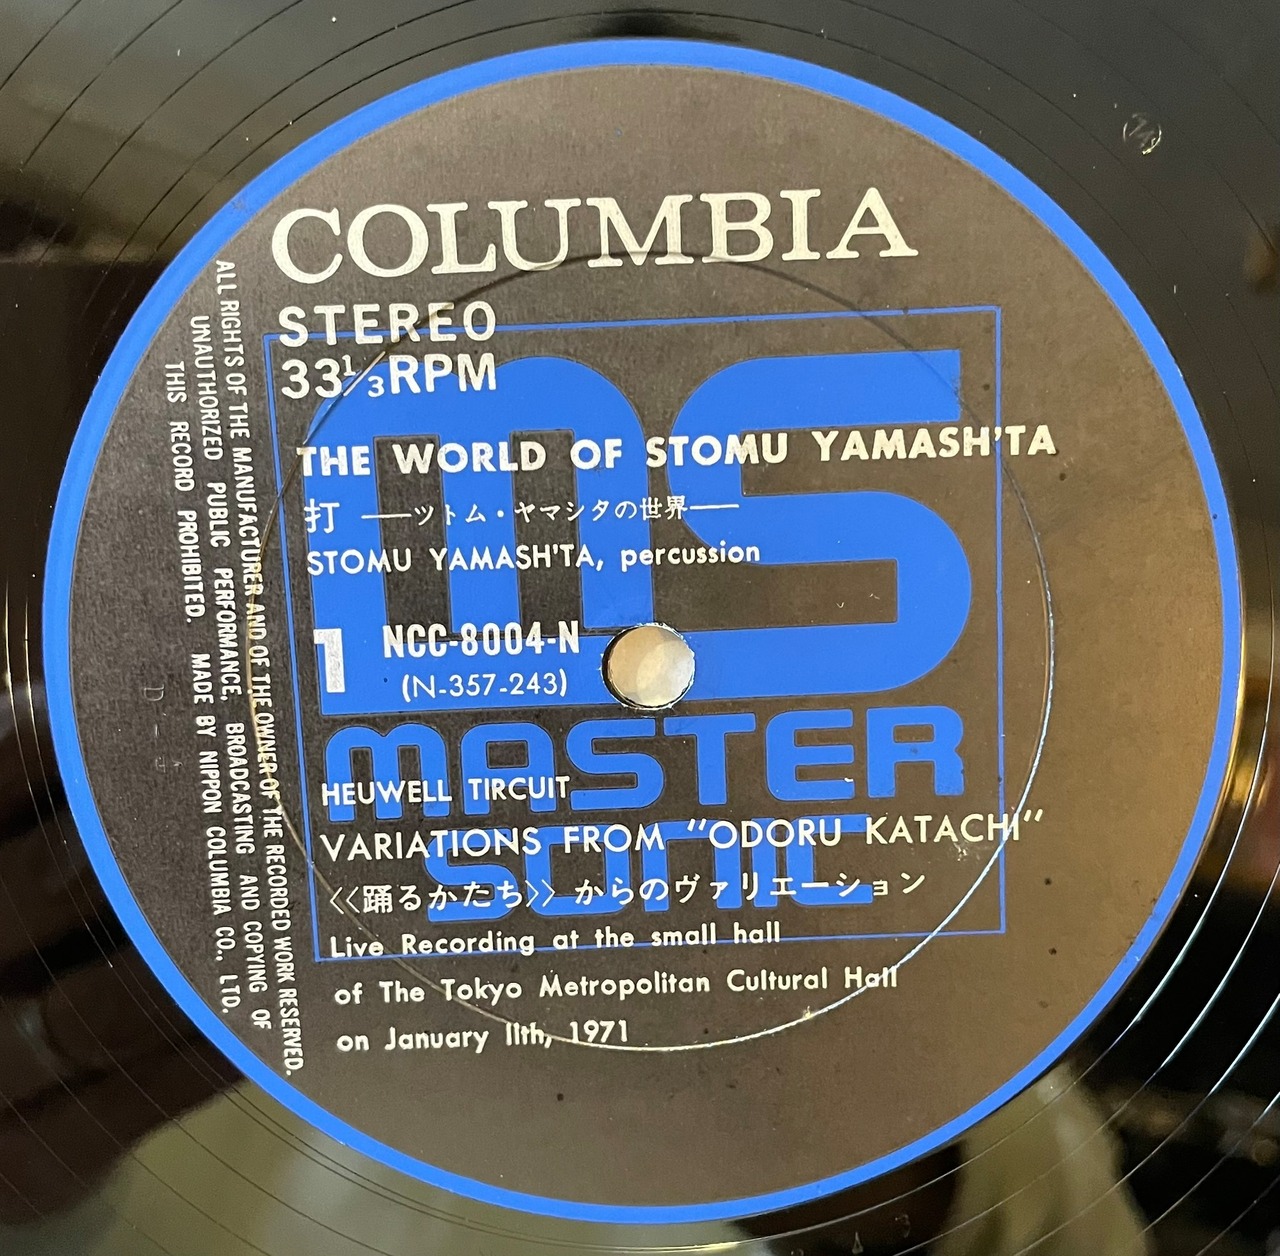 COLUMBIA
STEREO
33⅓RPM
THE WORLD OF STOMU YAMASH'TA
打 ──ツトム・ヤマシタの世界──
STOMU YAMASH'TA, percussion
1
NCC-8004-N
(N-357-243)
ms
MASTER
SONIC
HEUWELL TIRCUIT
VARIATIONS FROM "ODORU KATACHI"
《踊るかたち》からのヴァリエーション
Live Recording at the small hall
of The Tokyo Metropolitan Cultural Hall
on January 11th, 1971
ALL RIGHTS OF THE MANUFACTURER AND OF THE OWNER OF THE RECORDED WORK RESERVED.
UNAUTHORIZED PUBLIC PERFORMANCE, BROADCASTING AND COPYING OF
THIS RECORD PROHIBITED. MADE BY NIPPON COLUMBIA CO., LTD.